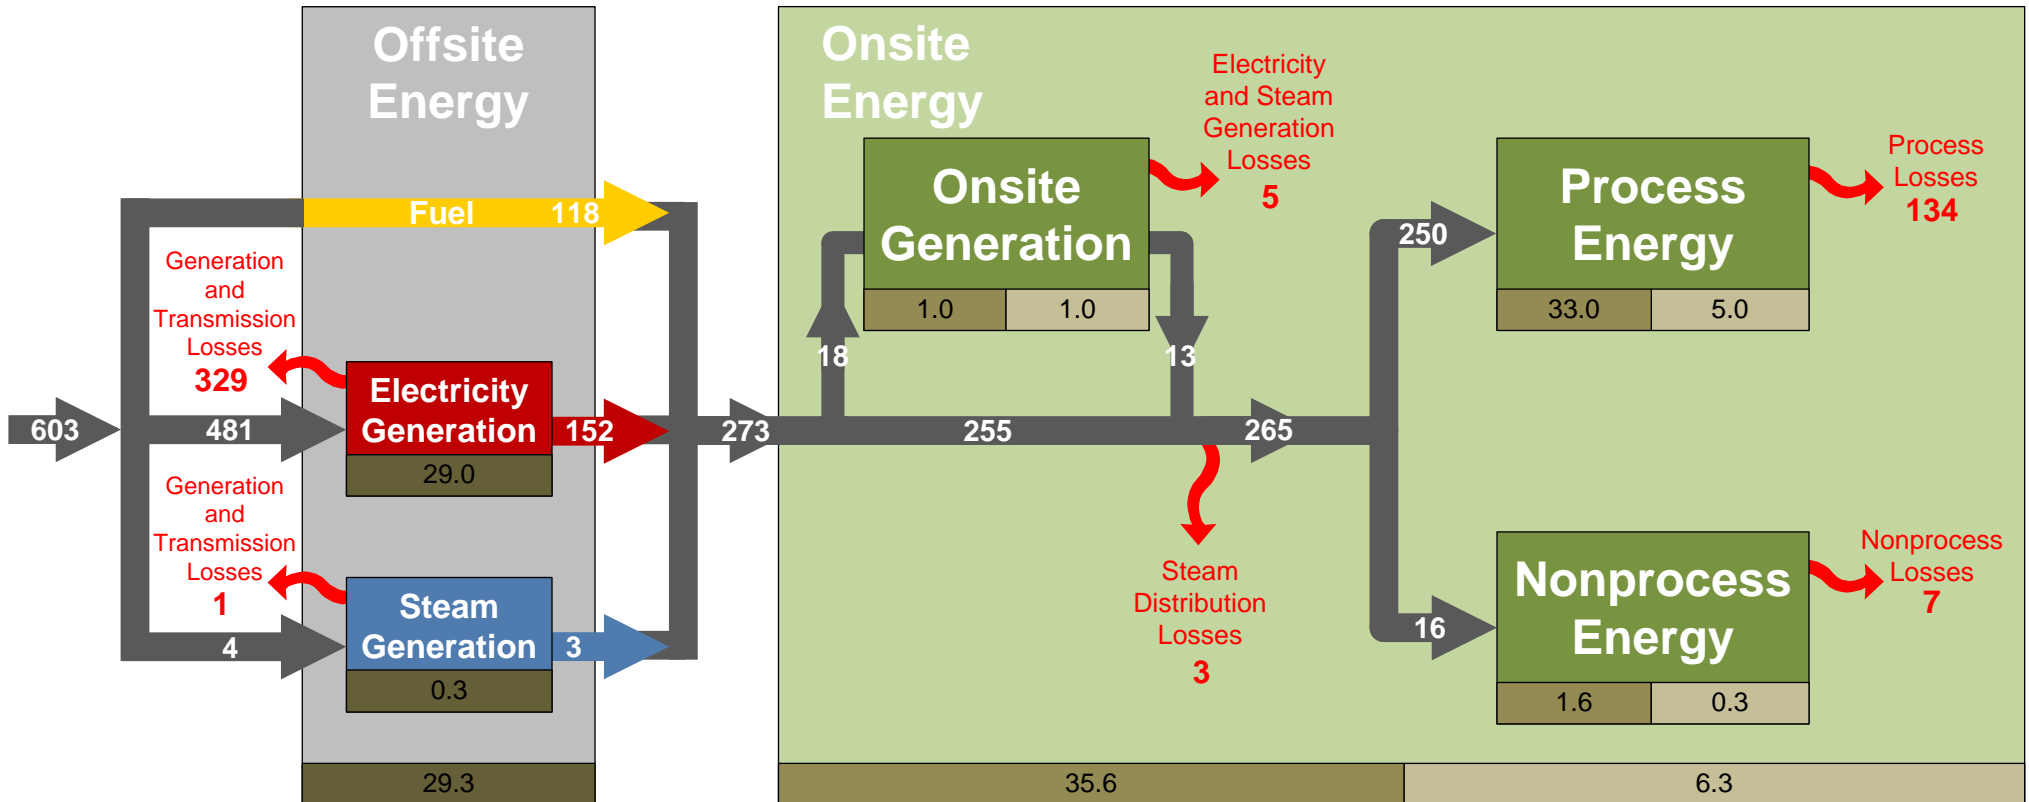 Offsite
Energy
Onsite
Energy
Electricity
and Steam
Generation
Losses
5
Process
Losses
134
Onsite
Generation
1.0
1.0
Process
Energy
33.0
5.0
Fuel
118
250
Generation
and
Transmission
Losses
329
18
13
Electricity
Generation
29.0
603
481
152
273
255
265
Generation
and
Transmission
Losses
1
Steam
Distribution
Losses
3
Nonprocess
Losses
7
Nonprocess
Energy
1.6
0.3
16
4
Steam
Generation
0.3
3
29.3
35.6
6.3